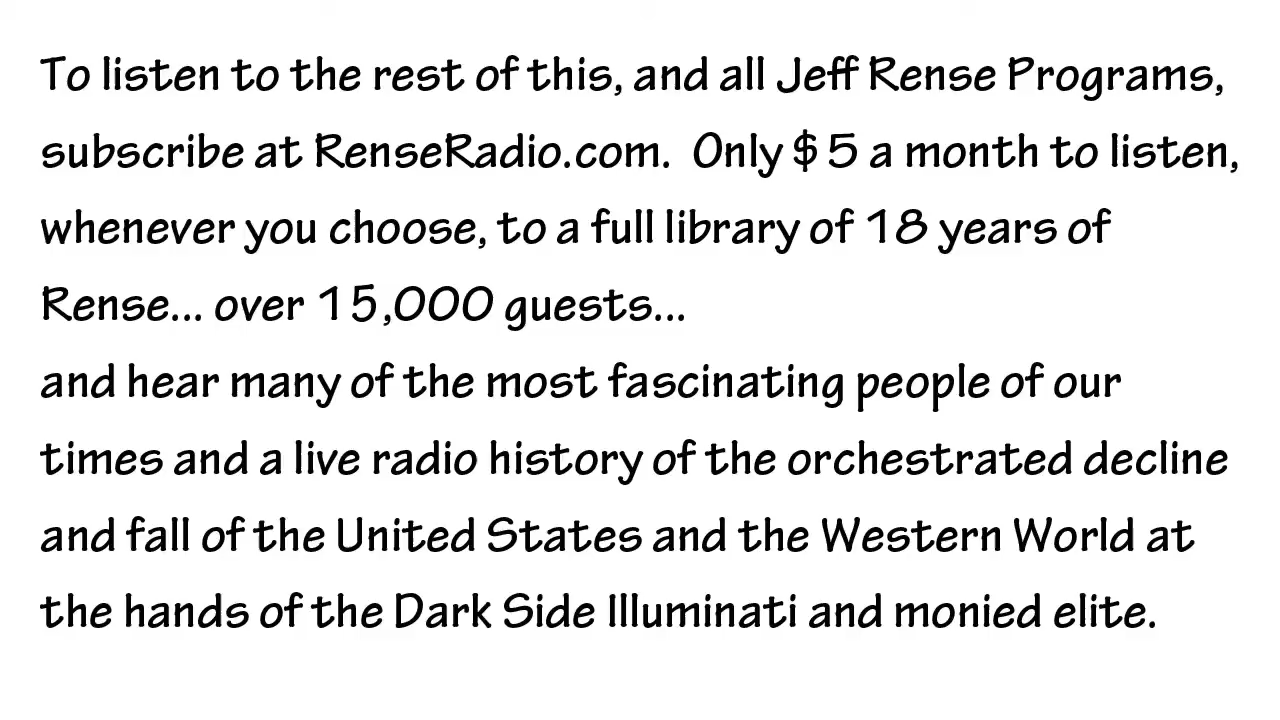 To listen to the rest of this, and all Jeff Rense Programs,
subscribe at RenseRadio.com.  Only $5 a month to listen,
whenever you choose, to a full library of 18 years of
Rense... over 15,000 guests...
and hear many of the most fascinating people of our
times and a live radio history of the orchestrated decline
and fall of the United States and the Western World at
the hands of the Dark Side Illuminati and monied elite.